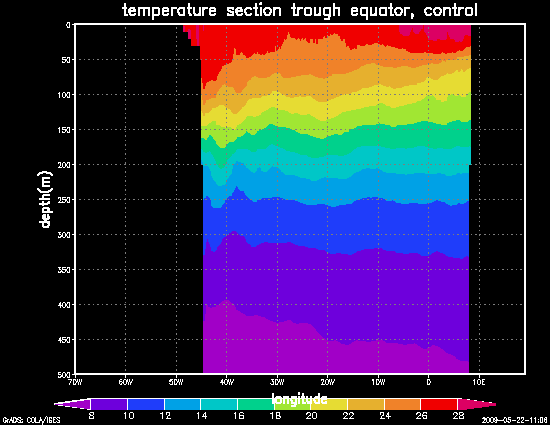 temperature section trough equator, control
0
50
100
150
200
250
300
350
400
450
500
depth(m)
70W 60W 50W 40W 30W 20W 10W 0 10E
longitude
8 10 12 14 16 18 20 22 24 26 28
GrADS: COLA/IGES 2009-05-22-11:06